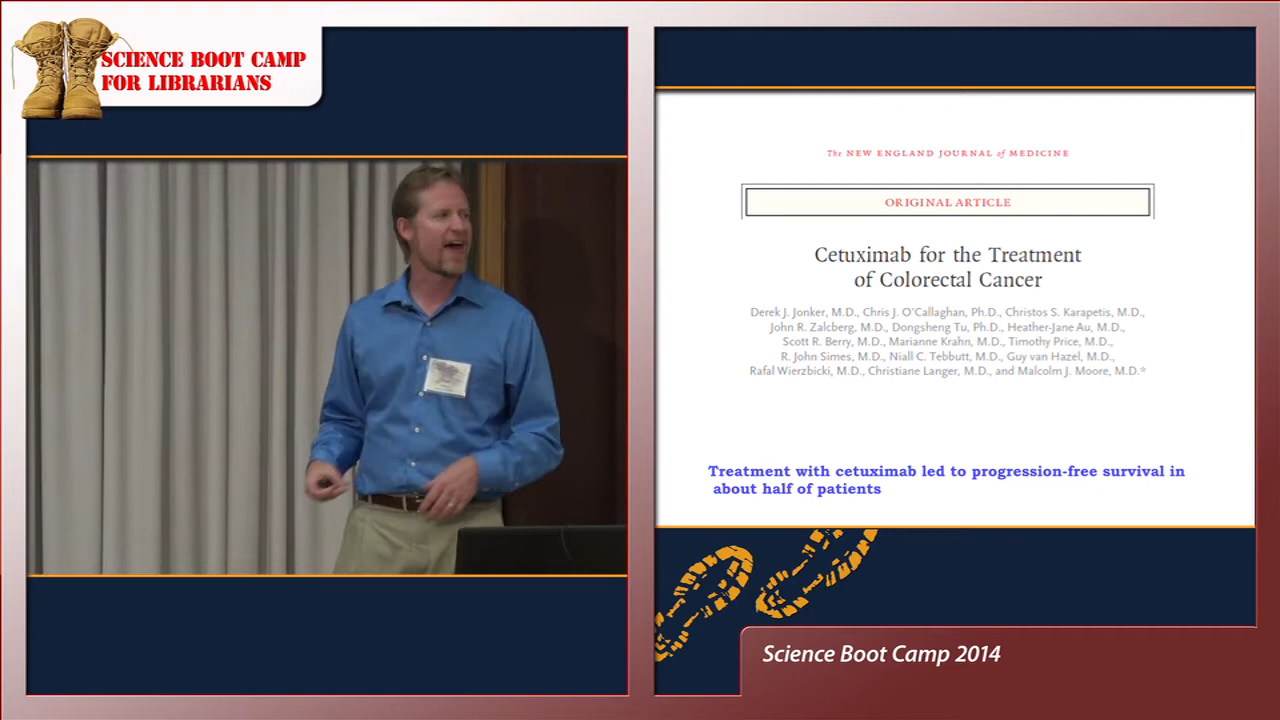 SCIENCE BOOT CAMP
FOR LIBRARIANS
The NEW ENGLAND JOURNAL of MEDICINE
ORIGINAL ARTICLE
Cetuximab for the Treatment
of Colorectal Cancer
Derek J. Jonker, M.D., Chris J. O'Callaghan, Ph.D., Christos S. Karapetis, M.D.,
John R. Zalcberg, M.D., Dongsheng Tu, Ph.D., Heather-Jane Au, M.D.,
Scott R. Berry, M.D., Marianne Krahn, M.D., Timothy Price, M.D.,
R. John Simes, M.D., Niall C. Tebbutt, M.D., Guy van Hazel, M.D.,
Rafal Wierzbicki, M.D., Christiane Langer, M.D., and Malcolm J. Moore, M.D.*
Treatment with cetuximab led to progression-free survival in
about half of patients
Science Boot Camp 2014